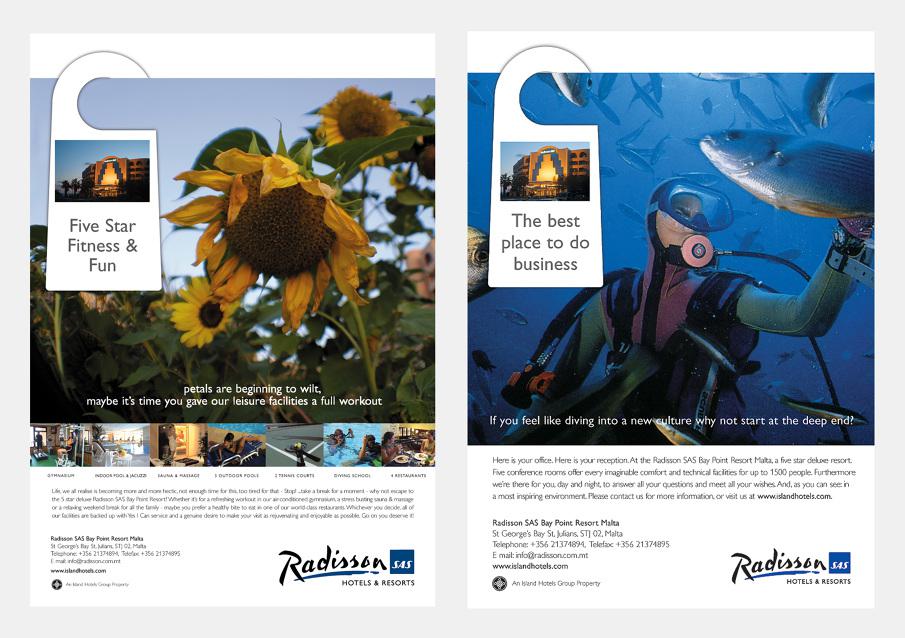 Five Star
Fitness &
Fun
petals are beginning to wilt,
maybe it's time you gave our leisure facilities a full workout
GYMNASIUM INDOOR POOL & JACUZZI SAUNA & MASSAGE 3 OUTDOOR POOLS 2 TENNIS COURTS DIVING SCHOOL 4 RESTAURANTS
Life, we all realise is becoming more and more hectic, not enough time for this, too tired for that - Stop! ...take a break for a moment - why not escape to
the 5 star deluxe Radisson SAS Bay Point Resort? Whether it's for a refreshing workout in our air-conditioned gymnasium, a stress busting sauna & massage
or a relaxing weekend break for all the family - maybe you prefer a healthy bite to eat in one of our world-class restaurants. Whichever you decide, all of
our facilities are backed up with Yes I Can service and a genuine desire to make your visit as rejuvenating and enjoyable as possible. Go on you deserve it!
Radisson SAS Bay Point Resort Malta
St George's Bay St, Julians, STJ 02, Malta
Telephone: +356 21374894, Telefax: +356 21374895
E mail: info@radisson.com.mt
www.islandhotels.com
An Island Hotels Group Property
Radisson SAS
HOTELS & RESORTS
The best
place to do
business
If you feel like diving into a new culture why not start at the deep end?
Here is your office. Here is your reception. At the Radisson SAS Bay Point Resort Malta, a five star deluxe resort.
Five conference rooms offer every imaginable comfort and technical facilities for up to 1500 people. Furthermore
we're there for you, day and night, to answer all your questions and meet all your wishes. And, as you can see: in
a most inspiring environment. Please contact us for more information, or visit us at www.islandhotels.com.
Radisson SAS Bay Point Resort Malta
St George's Bay St, Julians, STJ 02, Malta
Telephone: +356 21374894, Telefax: +356 21374895
E mail: info@radisson.com.mt
www.islandhotels.com
An Island Hotels Group Property
Radisson SAS
HOTELS & RESORTS